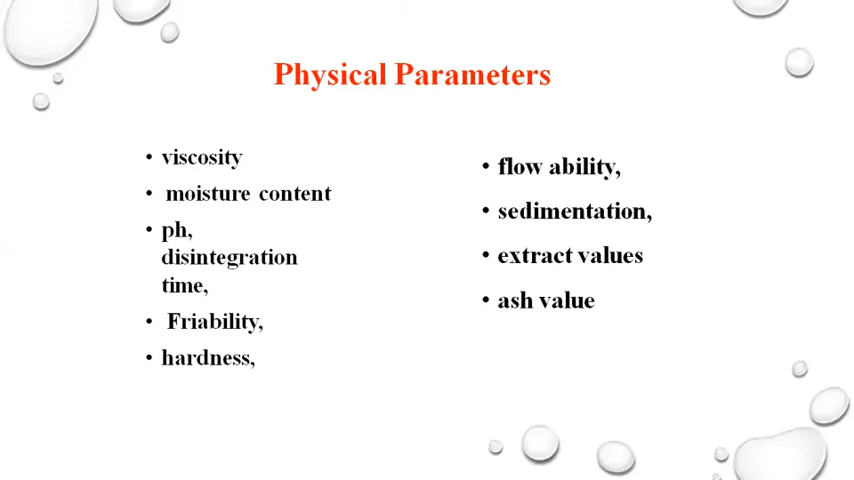 Physical Parameters
• viscosity
• moisture content
• ph,
disintegration
time,
• Friability,
• hardness,
• flow ability,
• sedimentation,
• extract values
• ash value